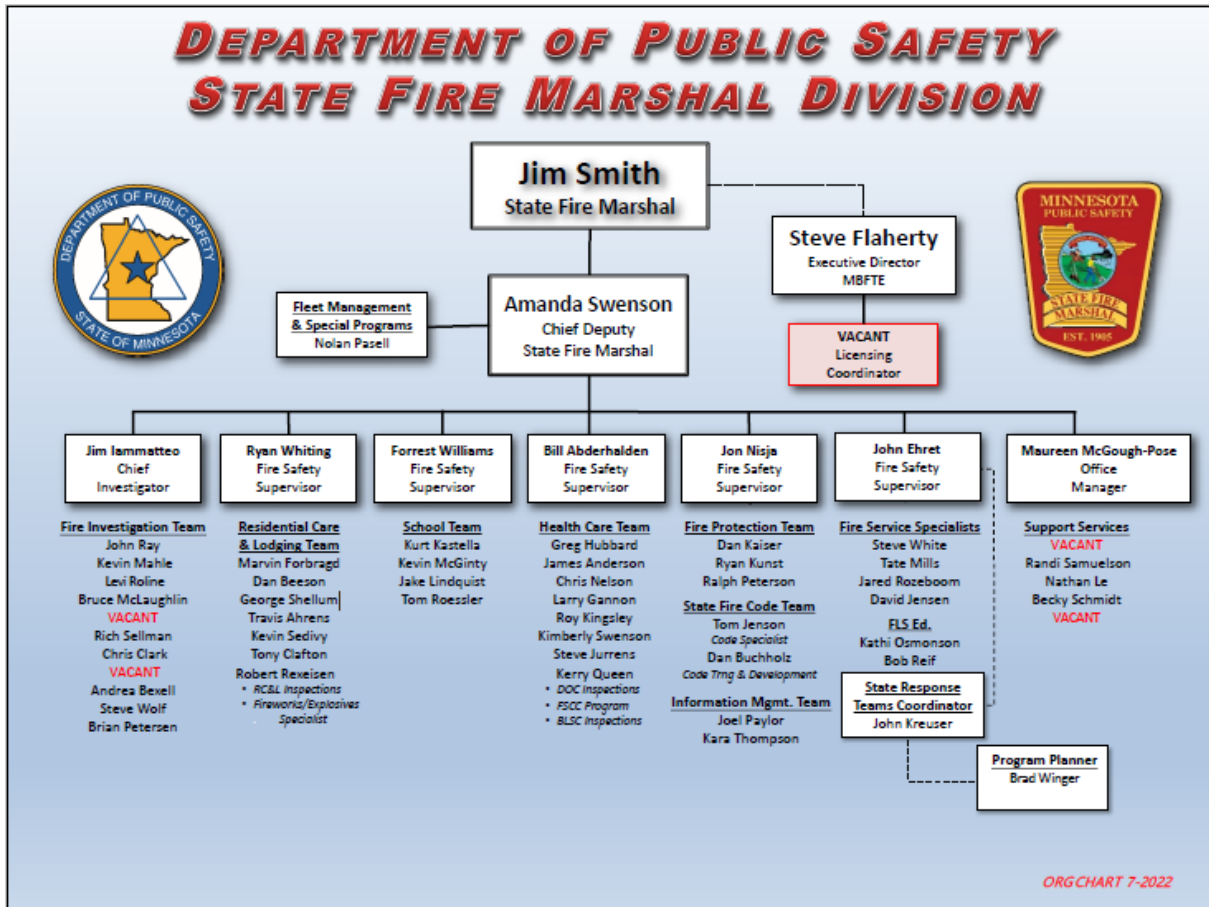 DEPARTMENT OF PUBLIC SAFETY
STATE FIRE MARSHAL DIVISION
Jim Smith
State Fire Marshal
DEPARTMENT OF PUBLIC SAFETY
STATE OF MINNESOTA
MINNESOTA
PUBLIC SAFETY
STATE FIRE
MARSHAL
EST. 1905
Steve Flaherty
Executive Director
MBFTE
VACANT
Licensing
Coordinator
Fleet Management
& Special Programs
Nolan Pasell
Amanda Swenson
Chief Deputy
State Fire Marshal
Jim Iammatteo
Chief
Investigator
Fire Investigation Team
John Ray
Kevin Mahle
Levi Roline
Bruce McLaughlin
VACANT
Rich Sellman
Chris Clark
VACANT
Andrea Bexell
Steve Wolf
Brian Petersen
Ryan Whiting
Fire Safety
Supervisor
Residential Care
& Lodging Team
Marvin Forbragd
Dan Beeson
George Shellum
Travis Ahrens
Kevin Sedivy
Tony Clafton
Robert Rexeisen
• RC&L Inspections
• Fireworks/Explosives
Specialist
Forrest Williams
Fire Safety
Supervisor
School Team
Kurt Kastella
Kevin McGinty
Jake Lindquist
Tom Roessler
Bill Abderhalden
Fire Safety
Supervisor
Health Care Team
Greg Hubbard
James Anderson
Chris Nelson
Larry Gannon
Roy Kingsley
Kimberly Swenson
Steve Jurrens
Kerry Queen
• DOC Inspections
• FSCC Program
• BLSC Inspections
Jon Nisja
Fire Safety
Supervisor
Fire Protection Team
Dan Kaiser
Ryan Kunst
Ralph Peterson
State Fire Code Team
Tom Jenson
Code Specialist
Dan Buchholz
Code Trng & Development
Information Mgmt. Team
Joel Paylor
Kara Thompson
John Ehret
Fire Safety
Supervisor
Fire Service Specialists
Steve White
Tate Mills
Jared Rozeboom
David Jensen
FLS Ed.
Kathi Osmonson
Bob Reif
State Response
Teams Coordinator
John Kreuser
Program Planner
Brad Winger
Maureen McGough-Pose
Office
Manager
Support Services
VACANT
Randi Samuelson
Nathan Le
Becky Schmidt
VACANT
ORG CHART 7-2022